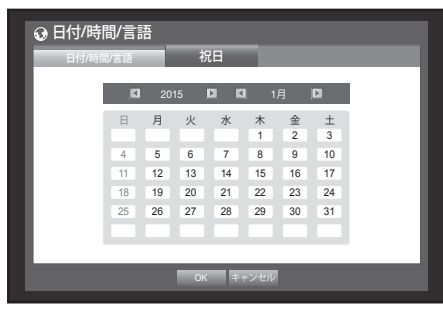 日付/時間/言語
日付/時間/言語 祝日
2015 1月
日 月 火 水 木 金 土
1 2 3
4 5 6 7 8 9 10
11 12 13 14 15 16 17
18 19 20 21 22 23 24
25 26 27 28 29 30 31
OK キャンセル